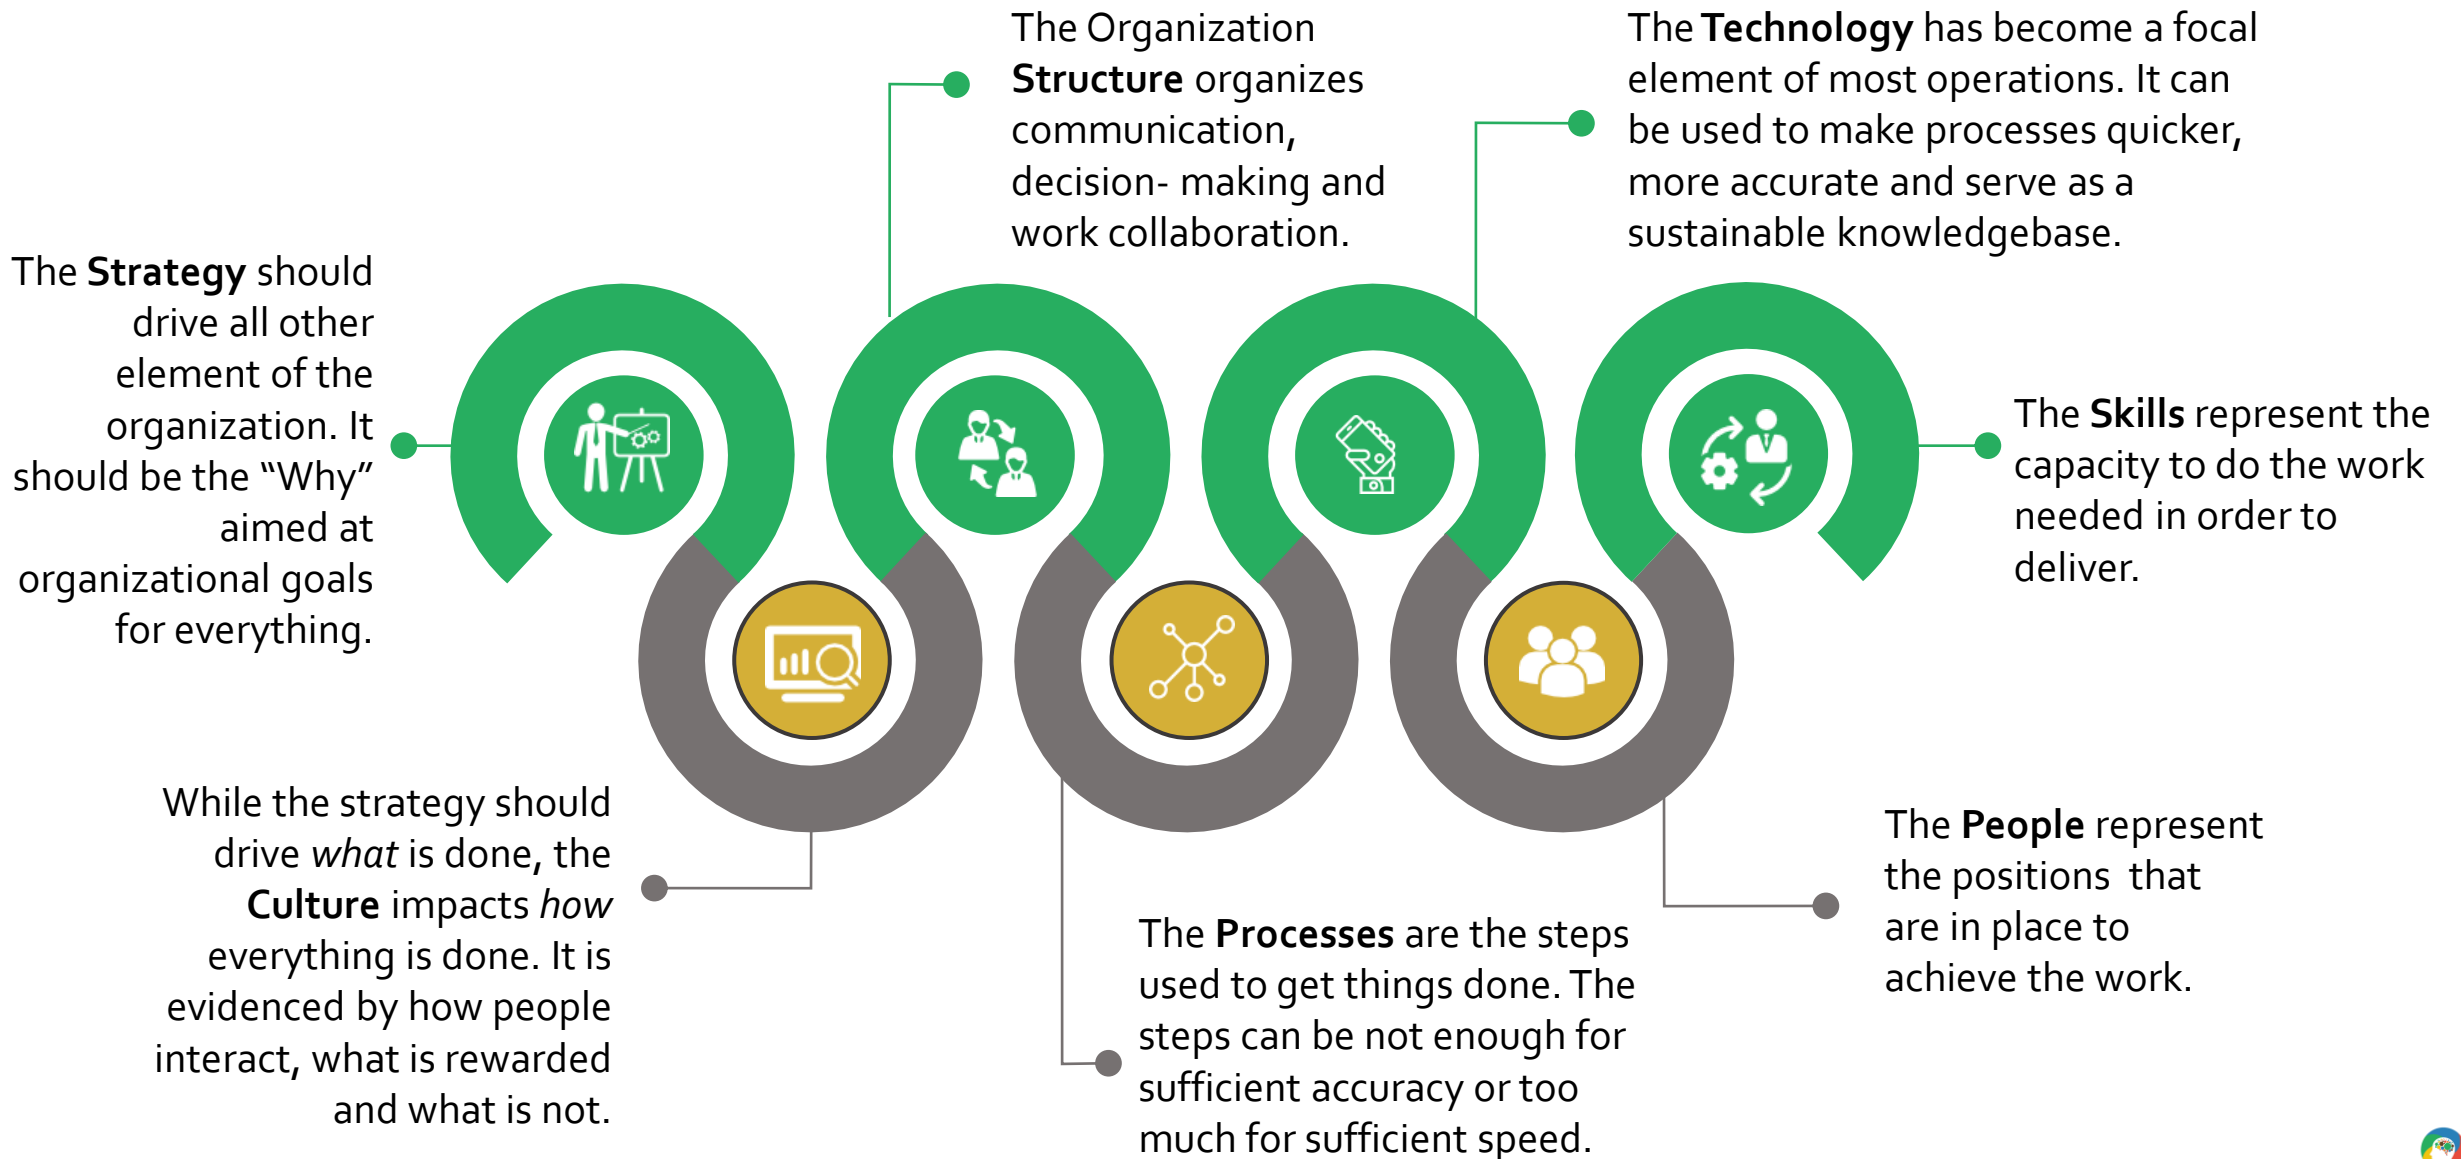 The Strategy should
drive all other
element of the
organization. It
should be the “Why”
aimed at
organizational goals
for everything.
While the strategy should
drive what is done, the
Culture impacts how
everything is done. It is
evidenced by how people
interact, what is rewarded
and what is not.
The Organization
Structure organizes
communication,
decision- making and
work collaboration.
The Processes are the steps
used to get things done. The
steps can be not enough for
sufficient accuracy or too
much for sufficient speed.
The Technology has become a focal
element of most operations. It can
be used to make processes quicker,
more accurate and serve as a
sustainable knowledgebase.
The People represent
the positions  that
are in place to
achieve the work.
The Skills represent the
capacity to do the work
needed in order to
deliver.